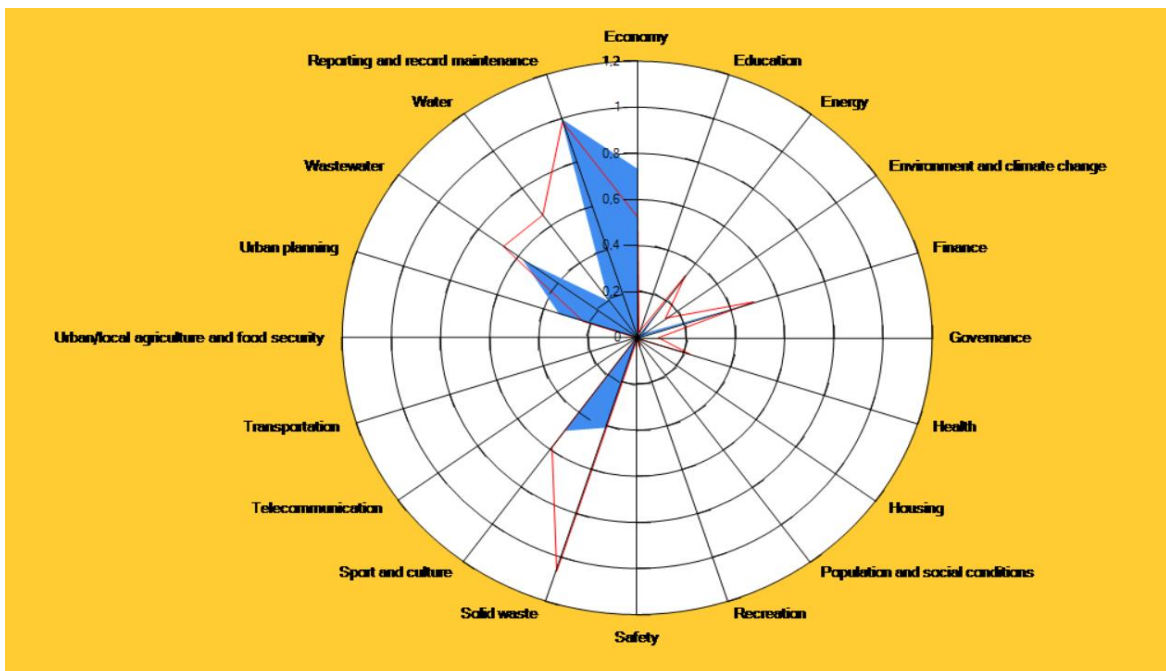 Economy
Education
Energy
Environment and climate change
Finance
Governance
Health
Housing
Population and social conditions
Recreation
Safety
Solid waste
Sport and culture
Telecommunication
Transportation
Urban/local agriculture and food security
Urban planning
Wastewater
Water
Reporting and record maintenance
1,2
1
0,8
0,6
0,4
0,2
0